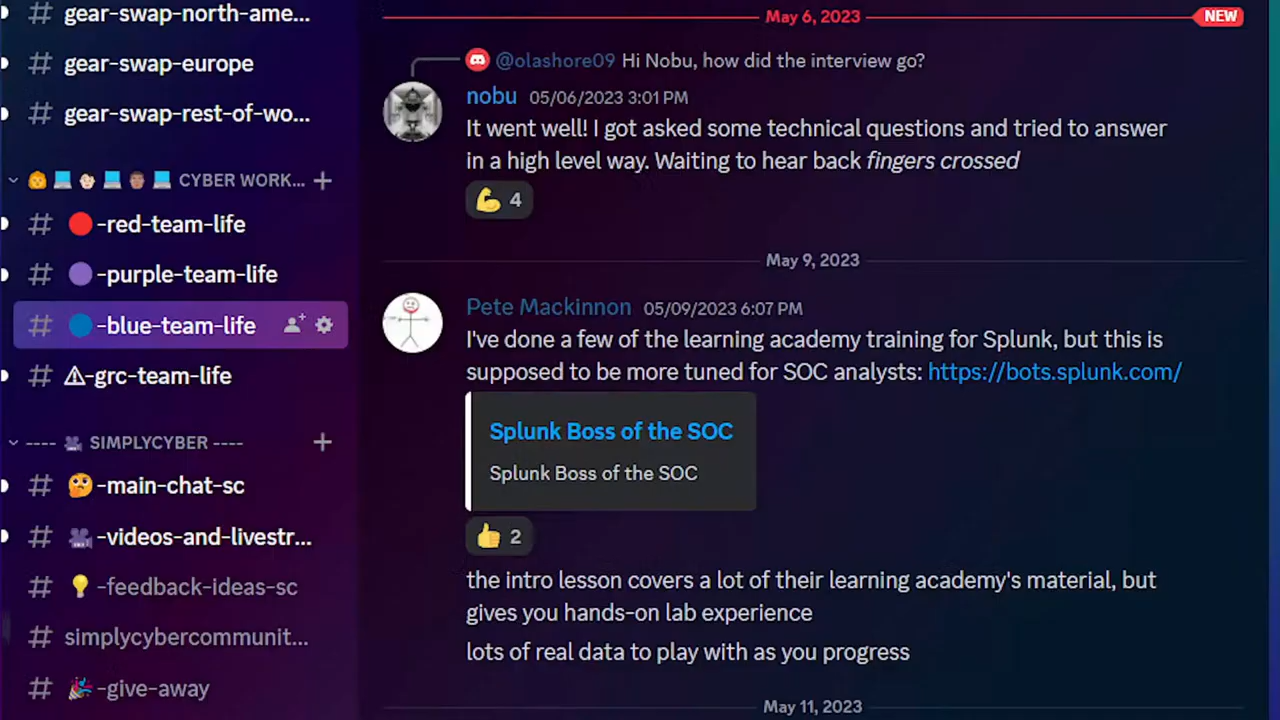 # gear-swap-north-ame...
# gear-swap-europe
# gear-swap-rest-of-wo...
CYBER WORK... +
# 🔴-red-team-life
# 🟣-purple-team-life
# 🔵-blue-team-life
# ⚠-grc-team-life
---- 🎥 SIMPLYCYBER ---- +
# 🤔-main-chat-sc
# 🎥-videos-and-livestr...
# 💡-feedback-ideas-sc
# simplycybercommunit...
# 🎉-give-away
May 6, 2023
NEW
@olashore09 Hi Nobu, how did the interview go?
nobu 05/06/2023 3:01 PM
It went well! I got asked some technical questions and tried to answer
in a high level way. Waiting to hear back fingers crossed
💪 4
May 9, 2023
Pete Mackinnon 05/09/2023 6:07 PM
I've done a few of the learning academy training for Splunk, but this is
supposed to be more tuned for SOC analysts: https://bots.splunk.com/
Splunk Boss of the SOC
Splunk Boss of the SOC
👍 2
the intro lesson covers a lot of their learning academy's material, but
gives you hands-on lab experience
lots of real data to play with as you progress
May 11, 2023